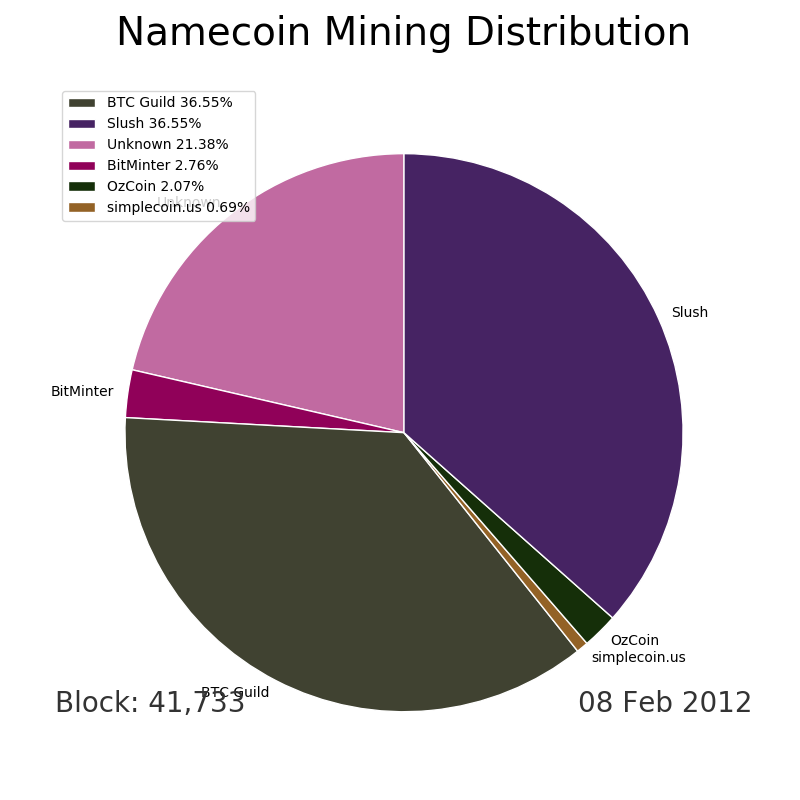 Namecoin Mining Distribution
BTC Guild 36.55%
Slush 36.55%
Unknown 21.38%
BitMinter 2.76%
OzCoin 2.07%
simplecoin.us 0.69%
Unknown
Slush
BitMinter
OzCoin
simplecoin.us
BTC Guild
Block: 41,733
08 Feb 2012